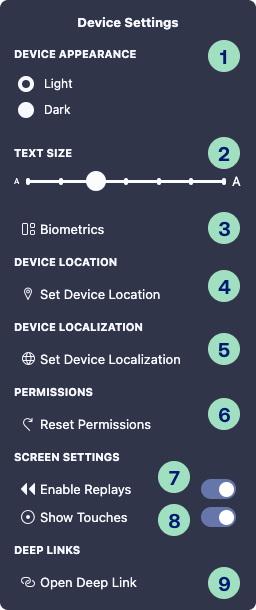 Device Settings
DEVICE APPEARANCE
1
Light
Dark
TEXT SIZE
2
A A
Biometrics
3
DEVICE LOCATION
Set Device Location
4
DEVICE LOCALIZATION
Set Device Localization
5
PERMISSIONS
Reset Permissions
6
SCREEN SETTINGS
Enable Replays
7
Show Touches
8
DEEP LINKS
Open Deep Link
9